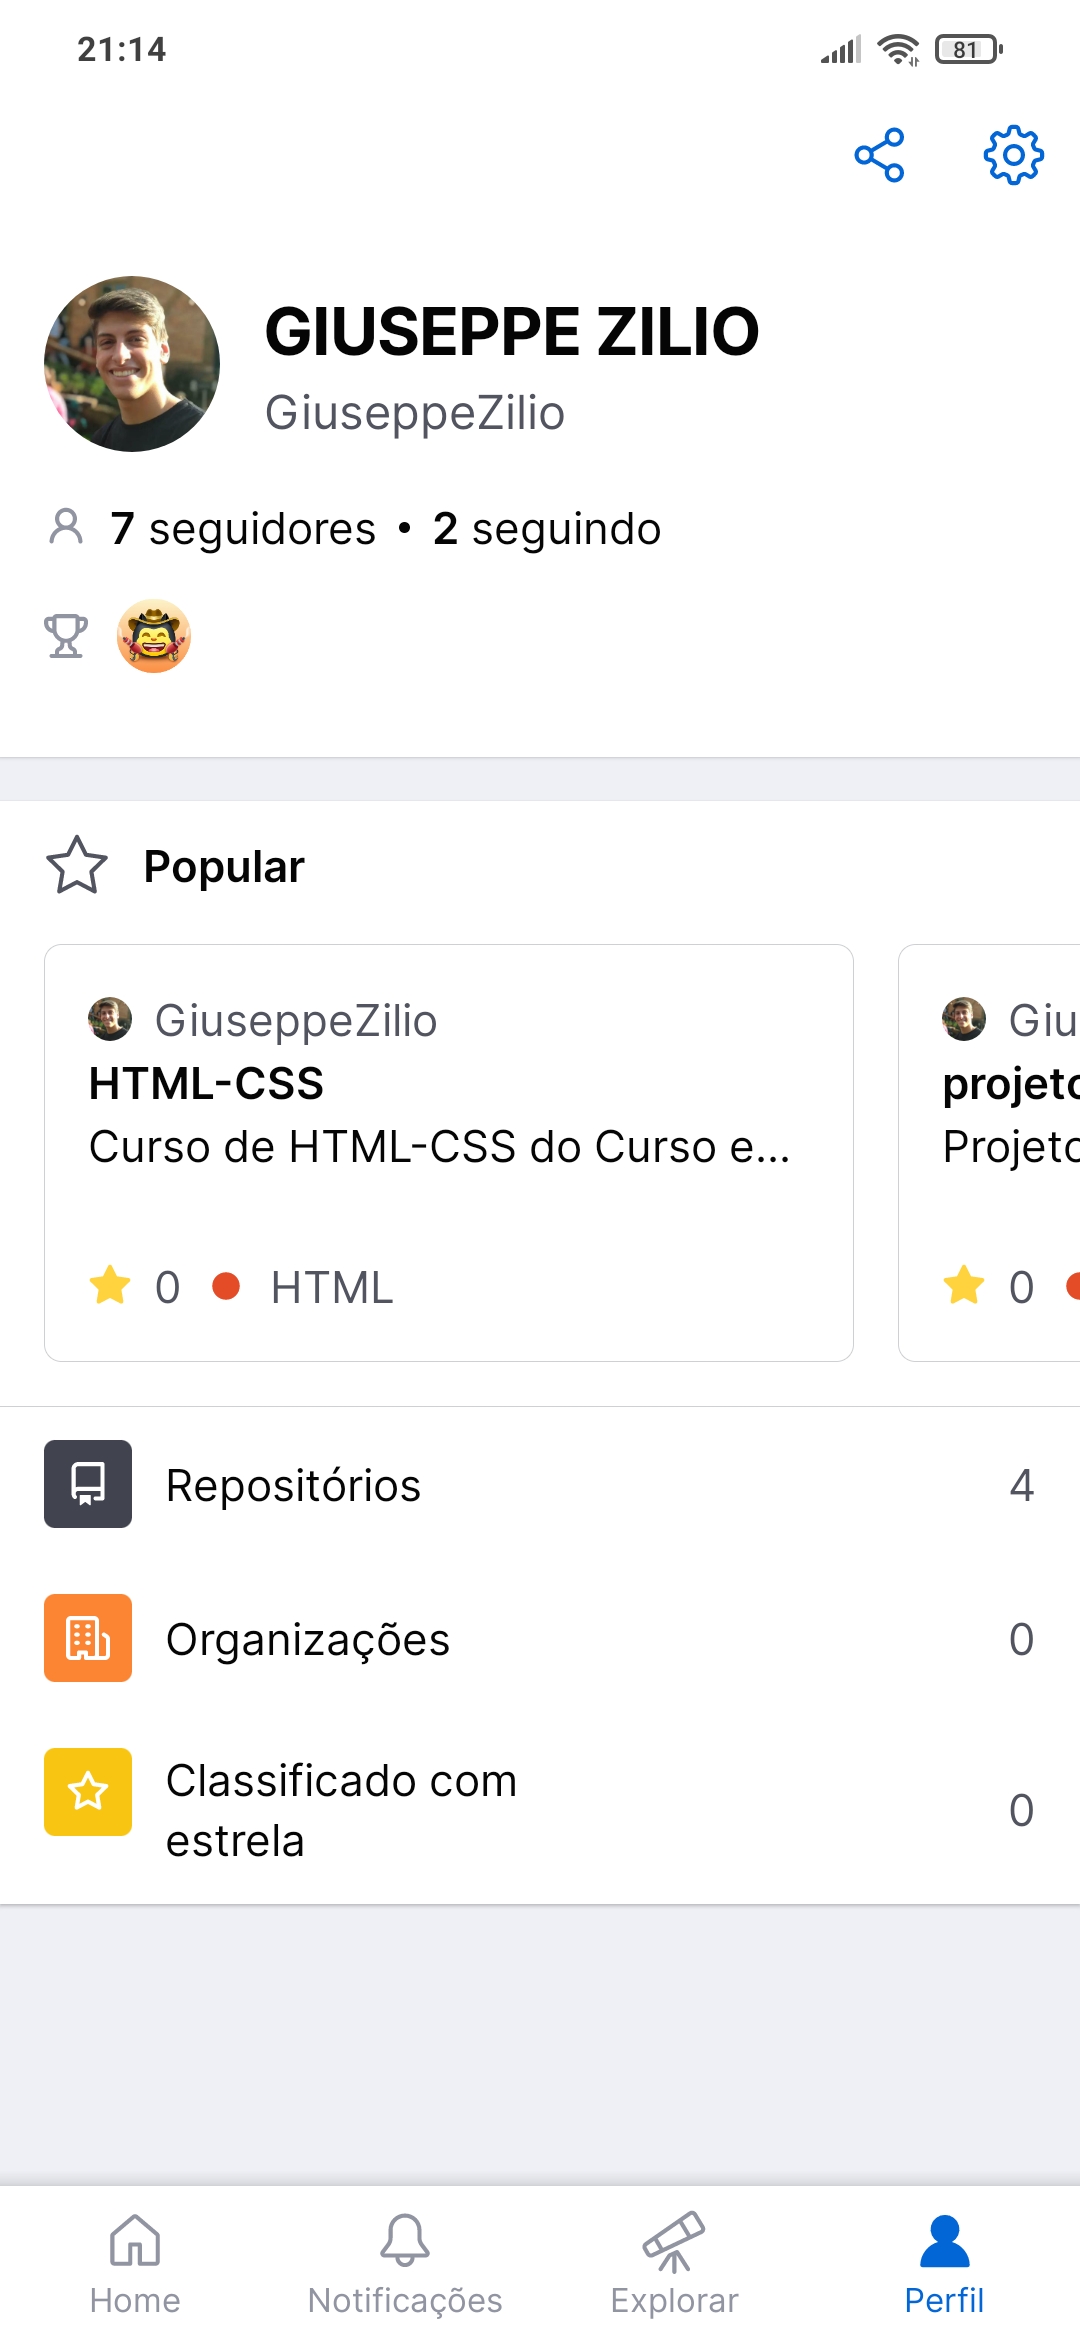 21:14
81
GIUSEPPE ZILIO
GiuseppeZilio
7 seguidores • 2 seguindo
Popular
GiuseppeZilio
HTML-CSS
Curso de HTML-CSS do Curso e...
0 HTML
Giu
projeto
Projeto
0
Repositórios 4
Organizações 0
Classificado com
estrela
0
Home
Notificações
Explorar
Perfil